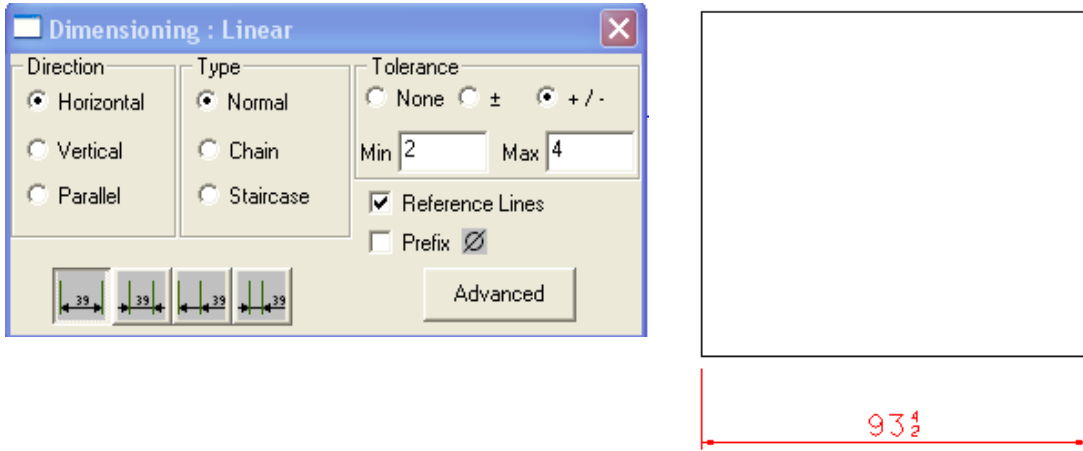 Dimensioning : Linear
Direction
Horizontal
Vertical
Parallel
Type
Normal
Chain
Staircase
Tolerance
None ± + / -
Min 2 Max 4
Reference Lines
Prefix Ø
39 39 39 39
Advanced
93 4
2